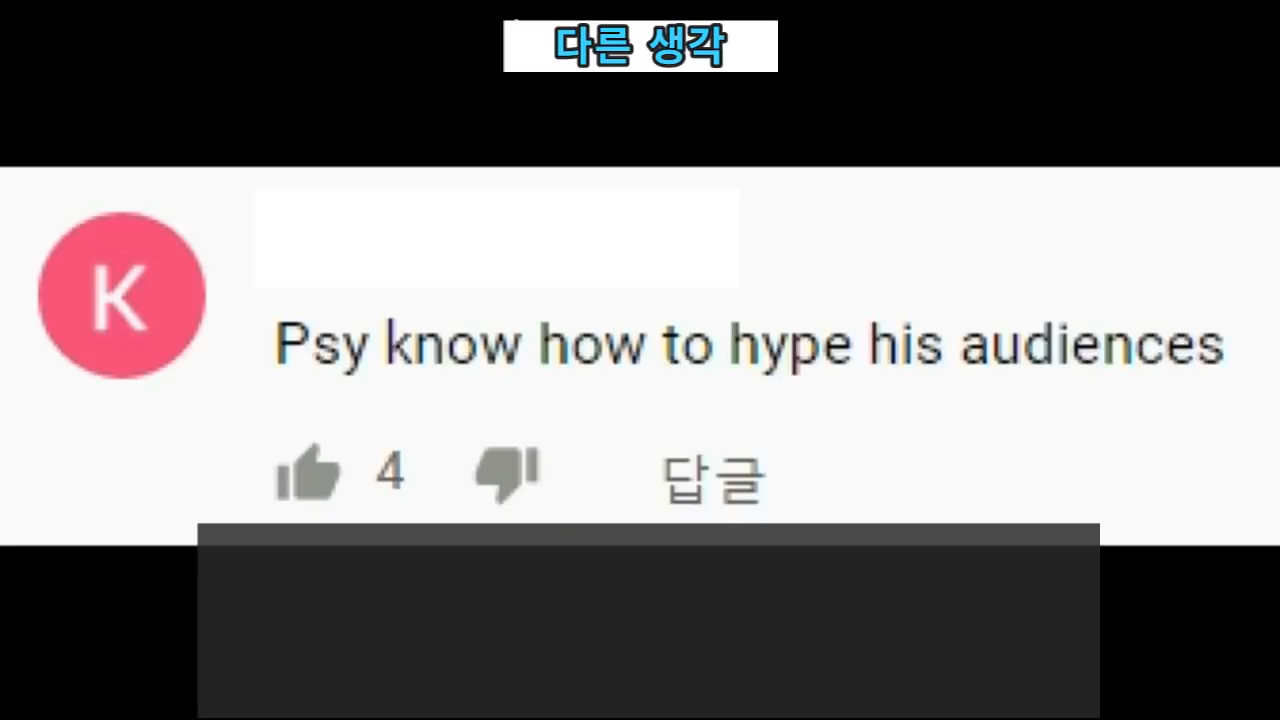 다른 생각
K
Psy know how to hype his audiences
4
답글